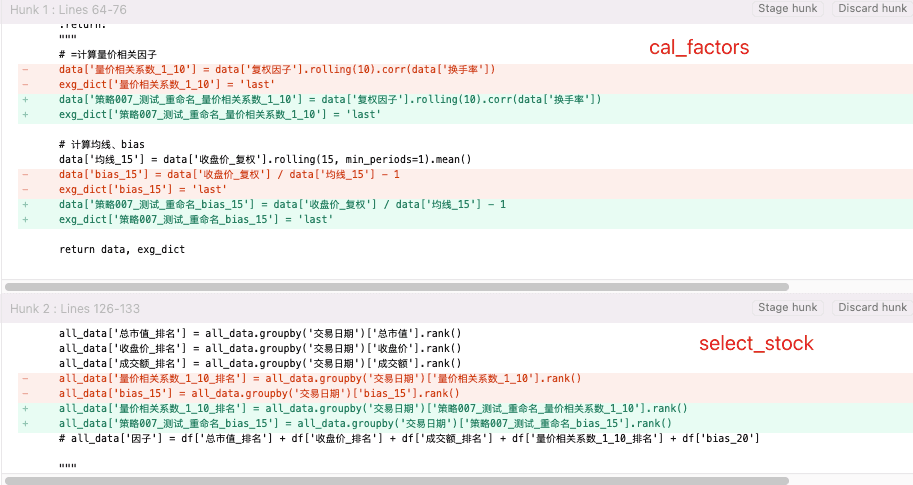 Hunk 1 : Lines 64-76
Stage hunk
Discard hunk
:return:
"""
cal_factors
# =计算量价相关因子
- data['量价相关系数_1_10'] = data['复权因子'].rolling(10).corr(data['换手率'])
- exg_dict['量价相关系数_1_10'] = 'last'
+ data['策略007_测试_重命名_量价相关系数_1_10'] = data['复权因子'].rolling(10).corr(data['换手率'])
+ exg_dict['策略007_测试_重命名_量价相关系数_1_10'] = 'last'
# 计算均线、bias
data['均线_15'] = data['收盘价_复权'].rolling(15, min_periods=1).mean()
- data['bias_15'] = data['收盘价_复权'] / data['均线_15'] - 1
- exg_dict['bias_15'] = 'last'
+ data['策略007_测试_重命名_bias_15'] = data['收盘价_复权'] / data['均线_15'] - 1
+ exg_dict['策略007_测试_重命名_bias_15'] = 'last'
return data, exg_dict
Hunk 2 : Lines 126-133
Stage hunk
Discard hunk
all_data['总市值_排名'] = all_data.groupby('交易日期')['总市值'].rank()
select_stock
all_data['收盘价_排名'] = all_data.groupby('交易日期')['收盘价'].rank()
all_data['成交额_排名'] = all_data.groupby('交易日期')['成交额'].rank()
- all_data['量价相关系数_1_10_排名'] = all_data.groupby('交易日期')['量价相关系数_1_10'].rank()
- all_data['bias_15'] = all_data.groupby('交易日期')['bias_15'].rank()
+ all_data['量价相关系数_1_10_排名'] = all_data.groupby('交易日期')['策略007_测试_重命名_量价相关系数_1_10'].rank()
+ all_data['策略007_测试_重命名_bias_15'] = all_data.groupby('交易日期')['策略007_测试_重命名_bias_15'].rank()
# all_data['因子'] = df['总市值_排名'] + df['收盘价_排名'] + df['成交额_排名'] + df['量价相关系数_1_10_排名'] + df['bias_20']
"""